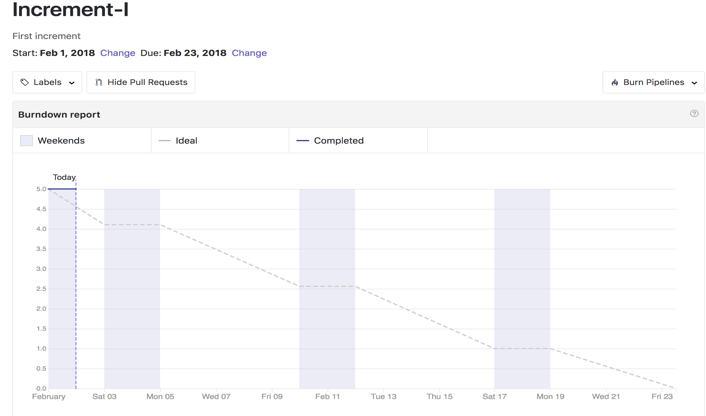 Increment-I
First increment
Start: Feb 1, 2018 Change Due: Feb 23, 2018 Change
Labels Hide Pull Requests Burn Pipelines
Burndown report
Weekends Ideal Completed
Today
5.0
4.5
4.0
3.5
3.0
2.5
2.0
1.5
1.0
0.5
0.0
February Sat 03 Mon 05 Wed 07 Fri 09 Feb 11 Tue 13 Thu 15 Sat 17 Mon 19 Wed 21 Fri 23